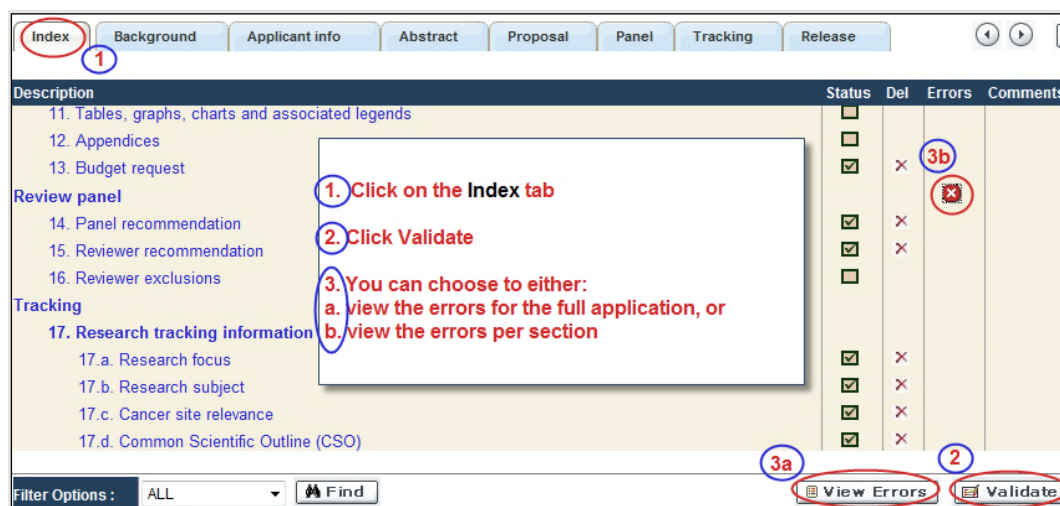 Index Background Applicant info Abstract Proposal Panel Tracking Release
1
Description Status Del Errors Comments
11. Tables, graphs, charts and associated legends
12. Appendices
13. Budget request
3b
Review panel
14. Panel recommendation
15. Reviewer recommendation
16. Reviewer exclusions
Tracking
17. Research tracking information
17.a. Research focus
17.b. Research subject
17.c. Cancer site relevance
17.d. Common Scientific Outline (CSO)
1. Click on the Index tab
2. Click Validate
3. You can choose to either:
a. view the errors for the full application, or
b. view the errors per section
3a 2
Filter Options : ALL Find View Errors Validate